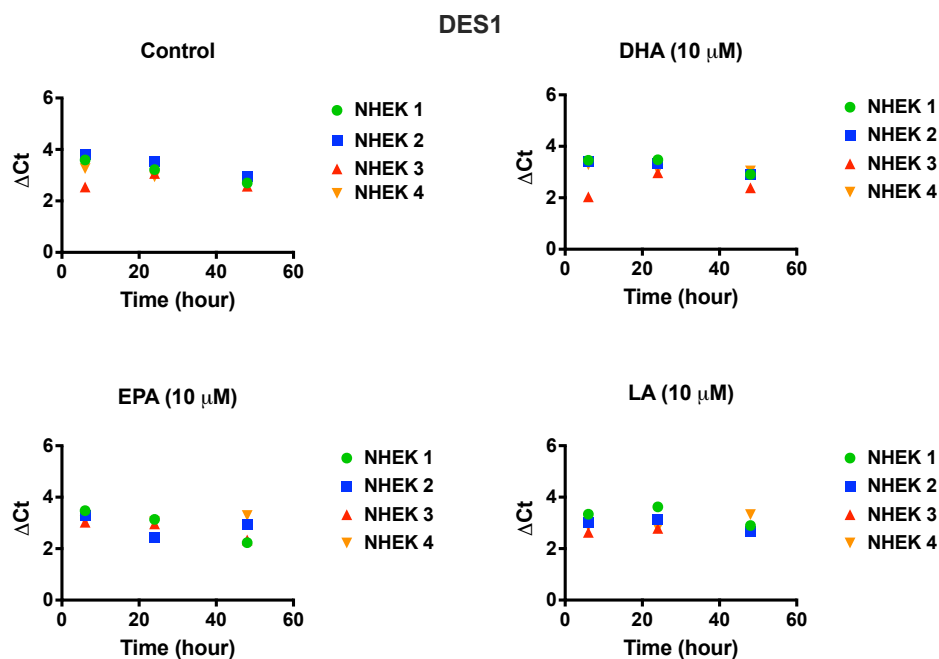 DES1
Control
6
4
2
0
0 20 40 60
ΔCt
Time (hour)
NHEK 1
NHEK 2
NHEK 3
NHEK 4
DHA (10 μM)
6
4
2
0
0 20 40 60
ΔCt
Time (hour)
NHEK 1
NHEK 2
NHEK 3
NHEK 4
EPA (10 μM)
6
4
2
0
0 20 40 60
ΔCt
Time (hour)
NHEK 1
NHEK 2
NHEK 3
NHEK 4
LA (10 μM)
6
4
2
0
0 20 40 60
ΔCt
Time (hour)
NHEK 1
NHEK 2
NHEK 3
NHEK 4